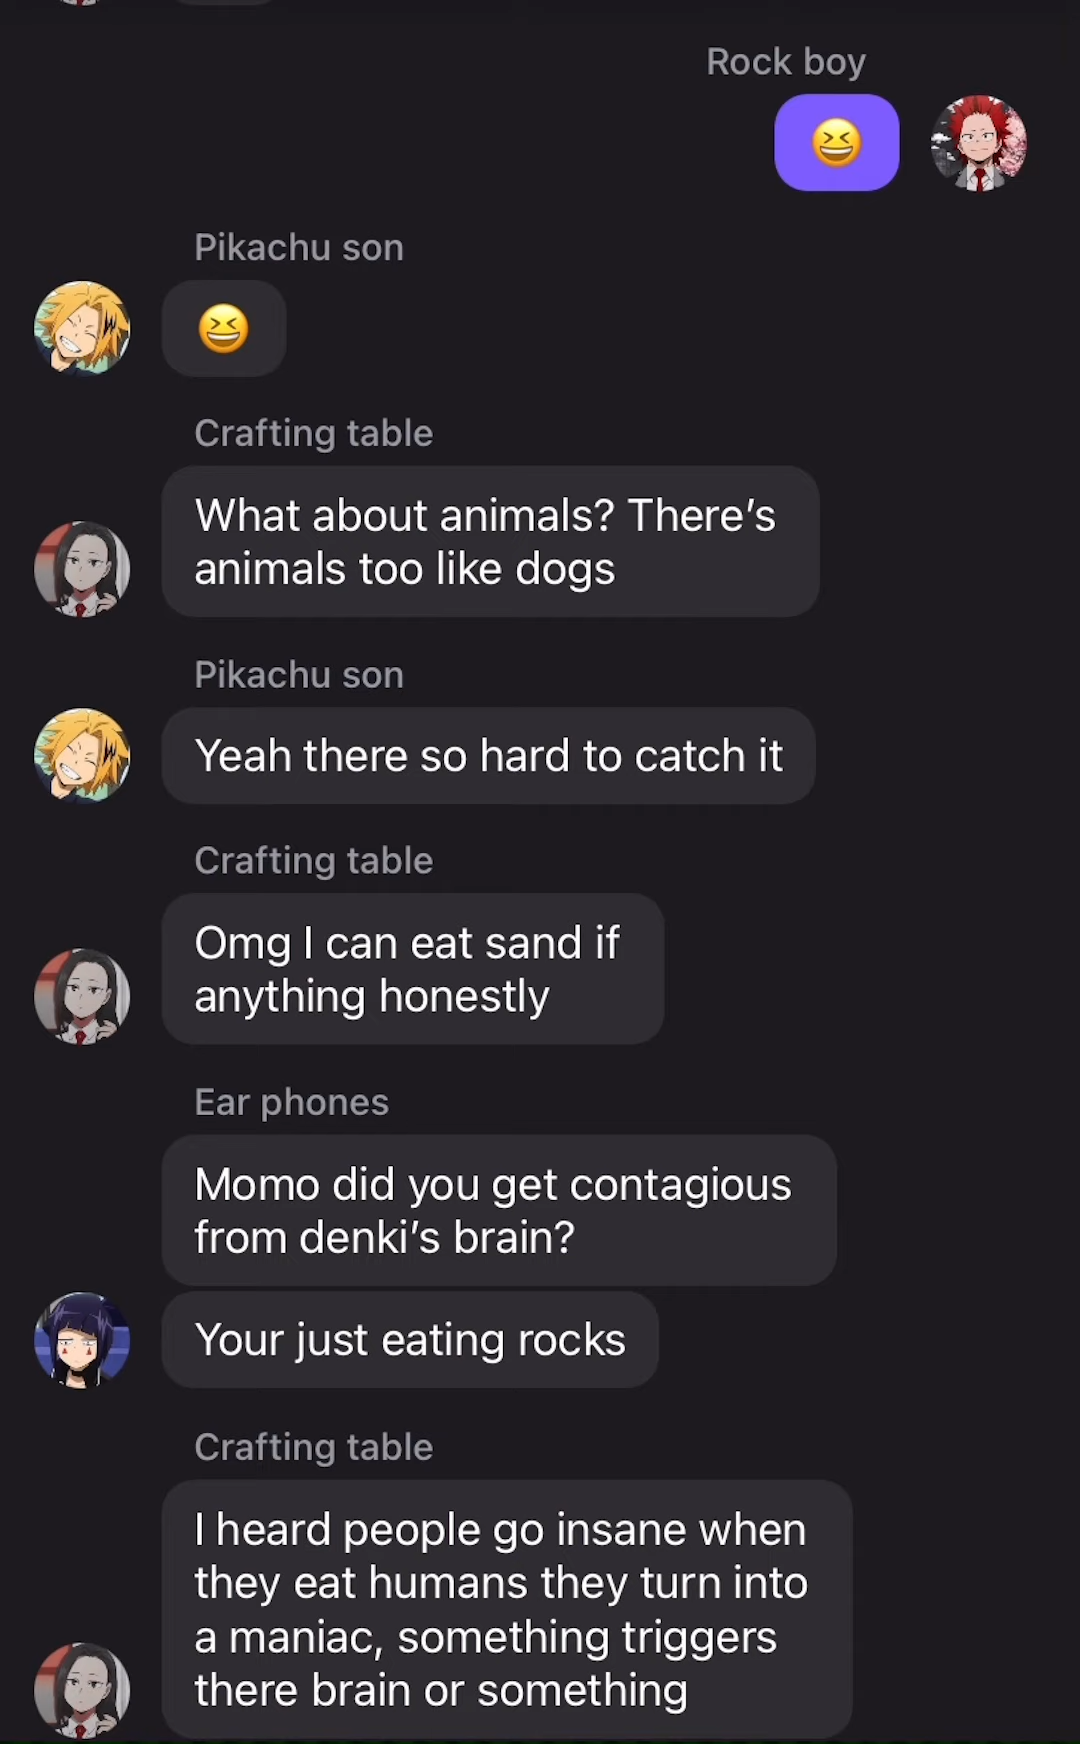 Rock boy
😆
Pikachu son
😆
Crafting table
What about animals? There's
animals too like dogs
Pikachu son
Yeah there so hard to catch it
Crafting table
Omg I can eat sand if
anything honestly
Ear phones
Momo did you get contagious
from denki's brain?
Your just eating rocks
Crafting table
I heard people go insane when
they eat humans they turn into
a maniac, something triggers
there brain or something